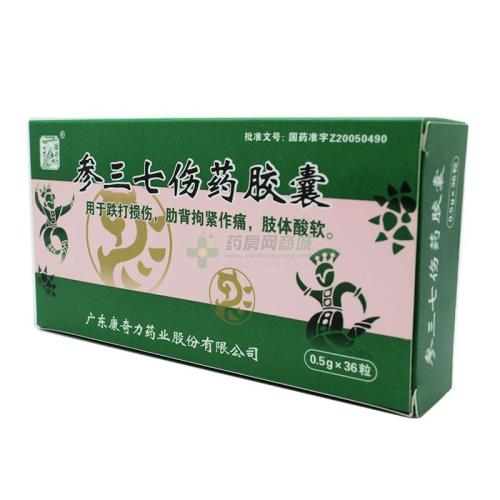 批准文号：国药准字Z20050490
参三七伤药胶囊
用于跌打损伤，肋背拘紧作痛，肢体酸软。
药房网商城
www.yaofangwang.com
广东康奇力药业股份有限公司
0.5g×36粒
参三七伤药胶囊
0.5g×36粒